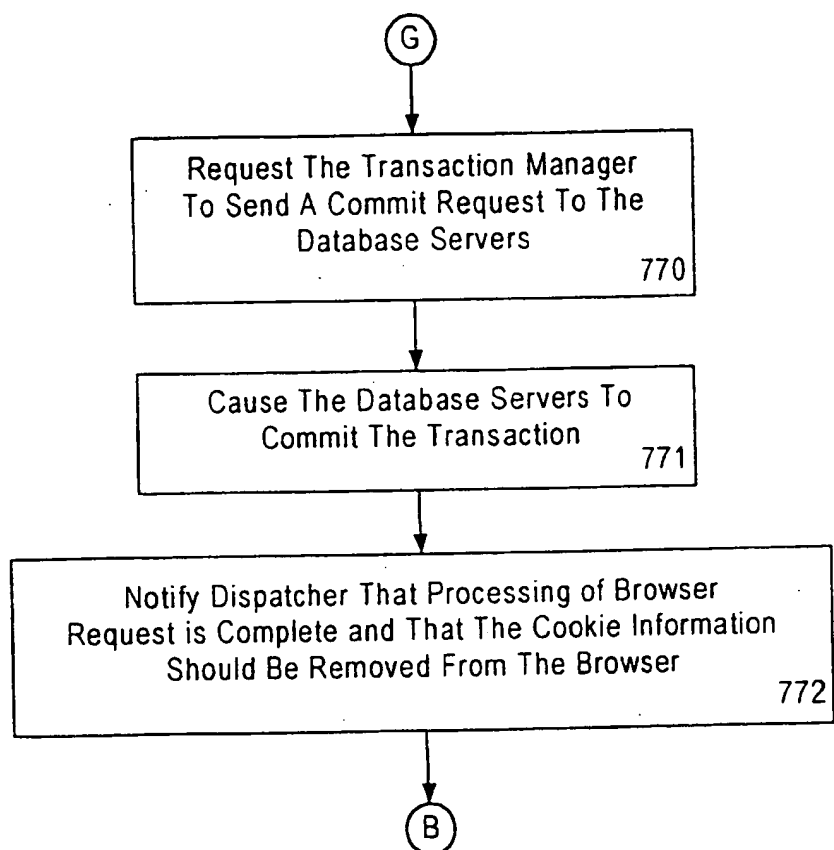 G
Request The Transaction Manager
To Send A Commit Request To The
Database Servers
770
Cause The Database Servers To
Commit The Transaction
771
Notify Dispatcher That Processing of Browser
Request is Complete and That The Cookie Information
Should Be Removed From The Browser
772
B